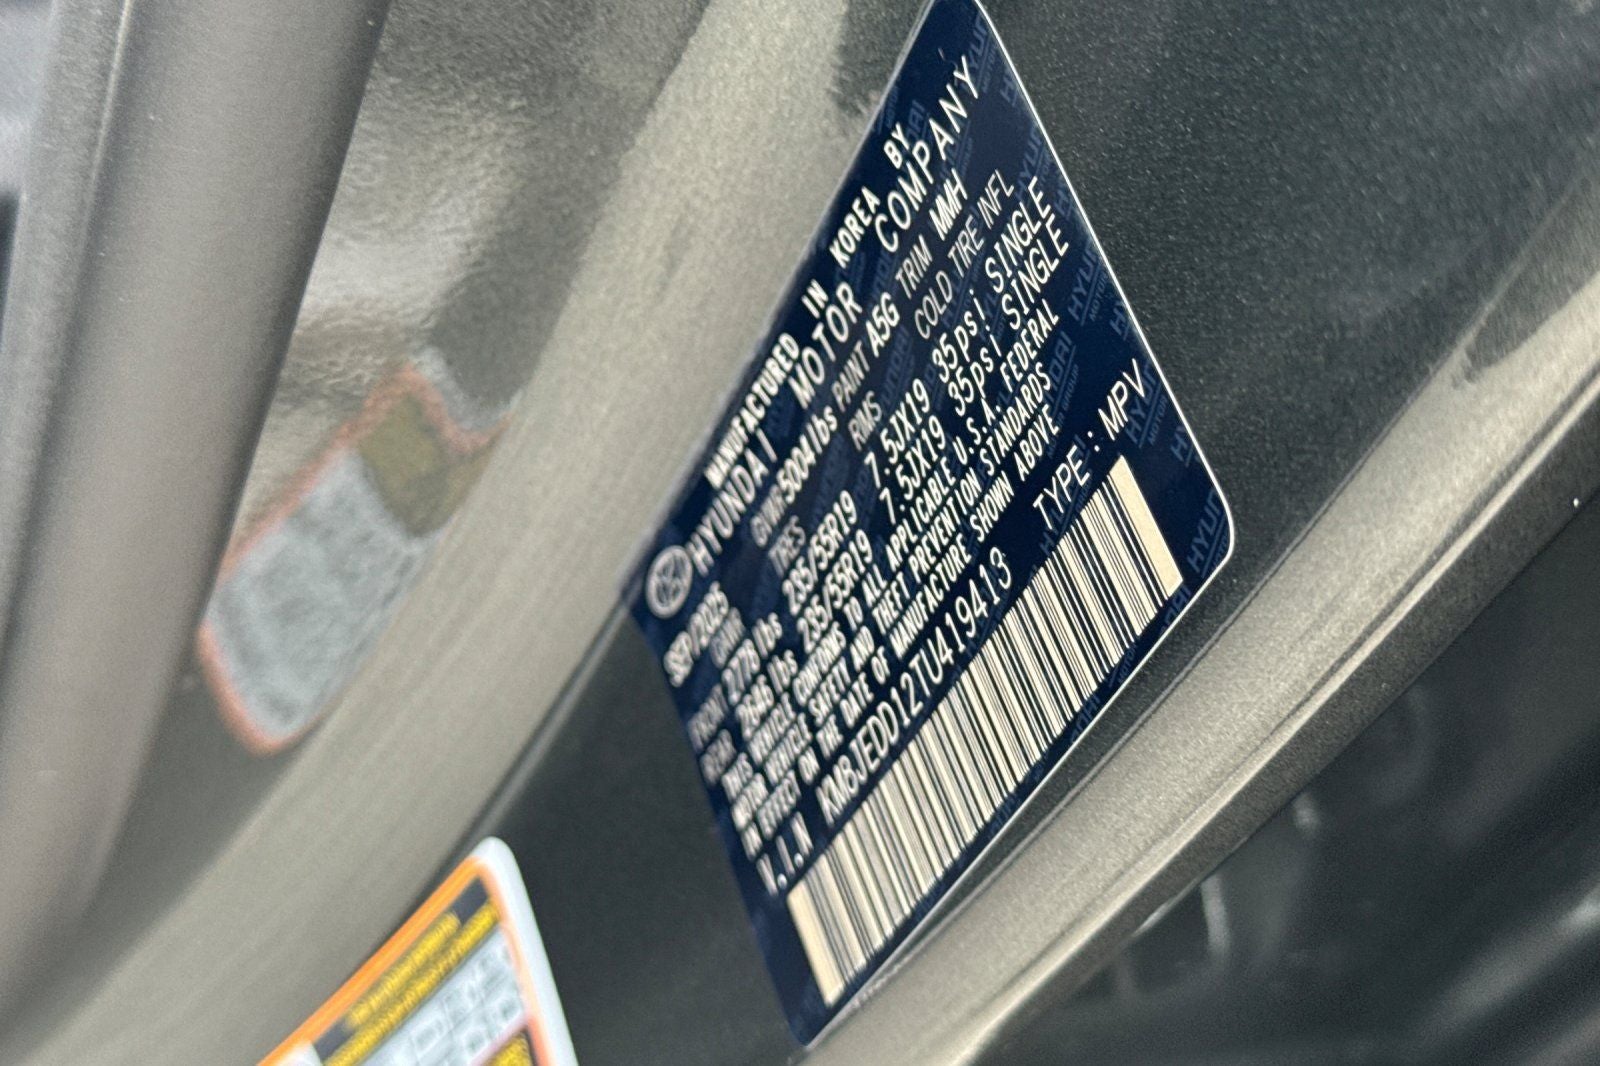 MANUFACTURED IN KOREA BY
HYUNDAI MOTOR COMPANY
SEP/2025 GVWR 5004lbs PAINT A5G TRIM MMH
GAWR TIRES RIMS COLD TIRE INFL
FRONT 2778 lbs 235/55R19 7.5JX19 35psi SINGLE
REAR 2646 lbs 235/55R19 7.5JX19 35psi SINGLE
THIS VEHICLE CONFORMS TO ALL APPLICABLE U.S.A. FEDERAL
MOTOR VEHICLE SAFETY AND THEFT PREVENTION STANDARDS
IN EFFECT ON THE DATE OF MANUFACTURE SHOWN ABOVE
V.I.N KM8JEDD12TU419413 TYPE : MPV